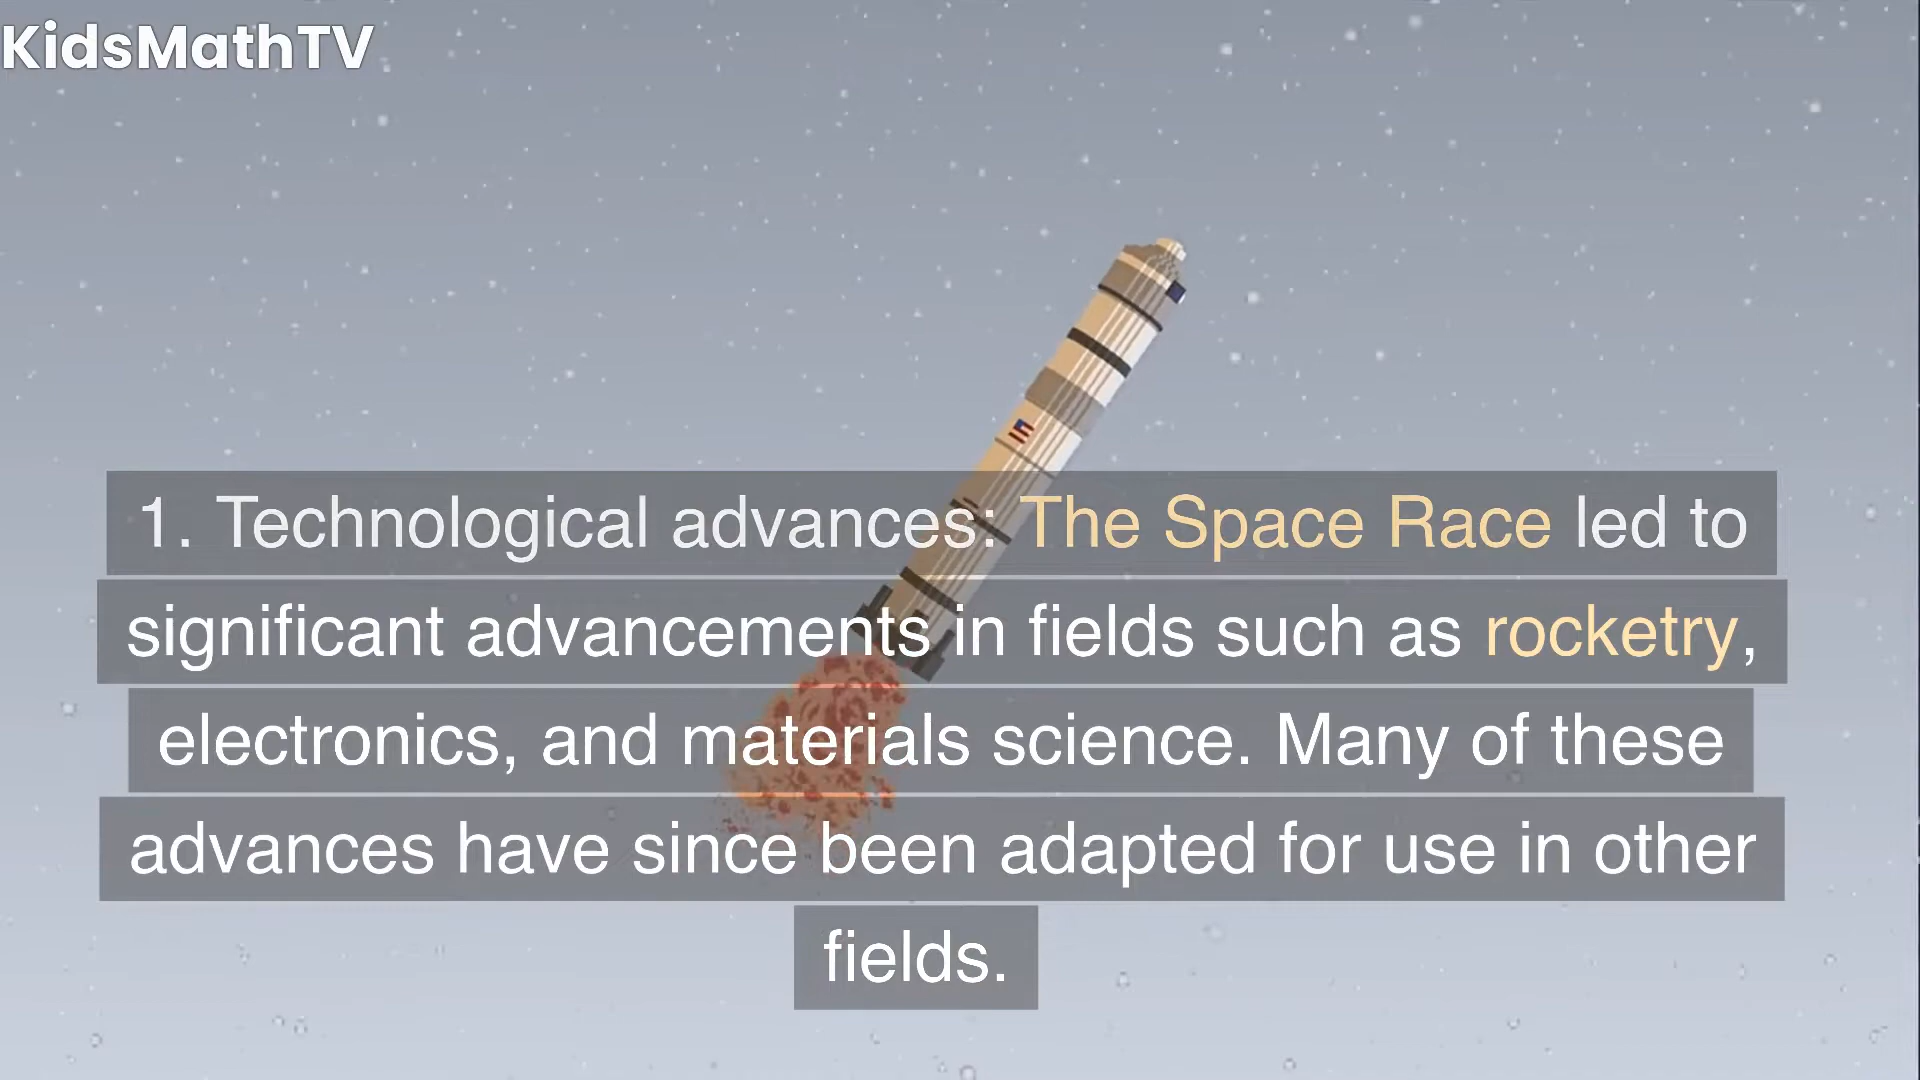 KidsMathTV
1. Technological advances: The Space Race led to
significant advancements in fields such as rocketry,
electronics, and materials science. Many of these
advances have since been adapted for use in other
fields.